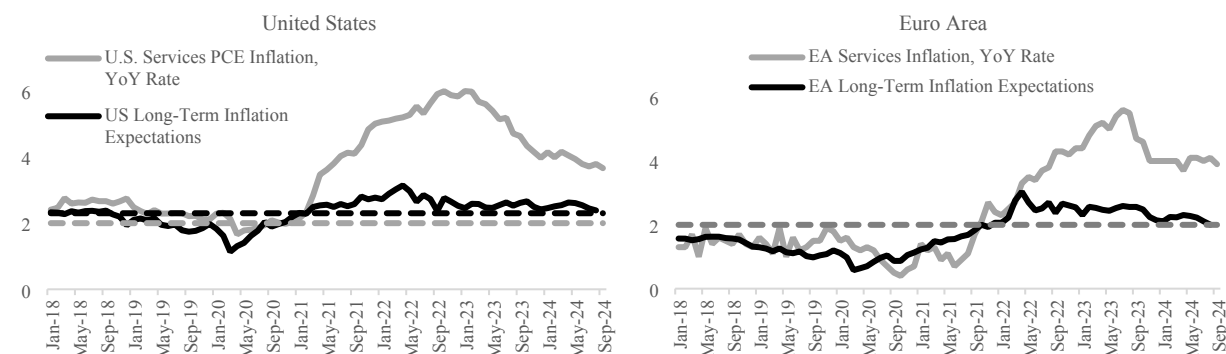 United States
U.S. Services PCE Inflation,
YoY Rate
US Long-Term Inflation
Expectations
6
4
2
0
Jan-18
May-18
Sep-18
Jan-19
May-19
Sep-19
Jan-20
May-20
Sep-20
Jan-21
May-21
Sep-21
Jan-22
May-22
Sep-22
Jan-23
May-23
Sep-23
Jan-24
May-24
Sep-24
Euro Area
EA Services Inflation, YoY Rate
EA Long-Term Inflation Expectations
6
4
2
0
Jan-18
May-18
Sep-18
Jan-19
May-19
Sep-19
Jan-20
May-20
Sep-20
Jan-21
May-21
Sep-21
Jan-22
May-22
Sep-22
Jan-23
May-23
Sep-23
Jan-24
May-24
Sep-24